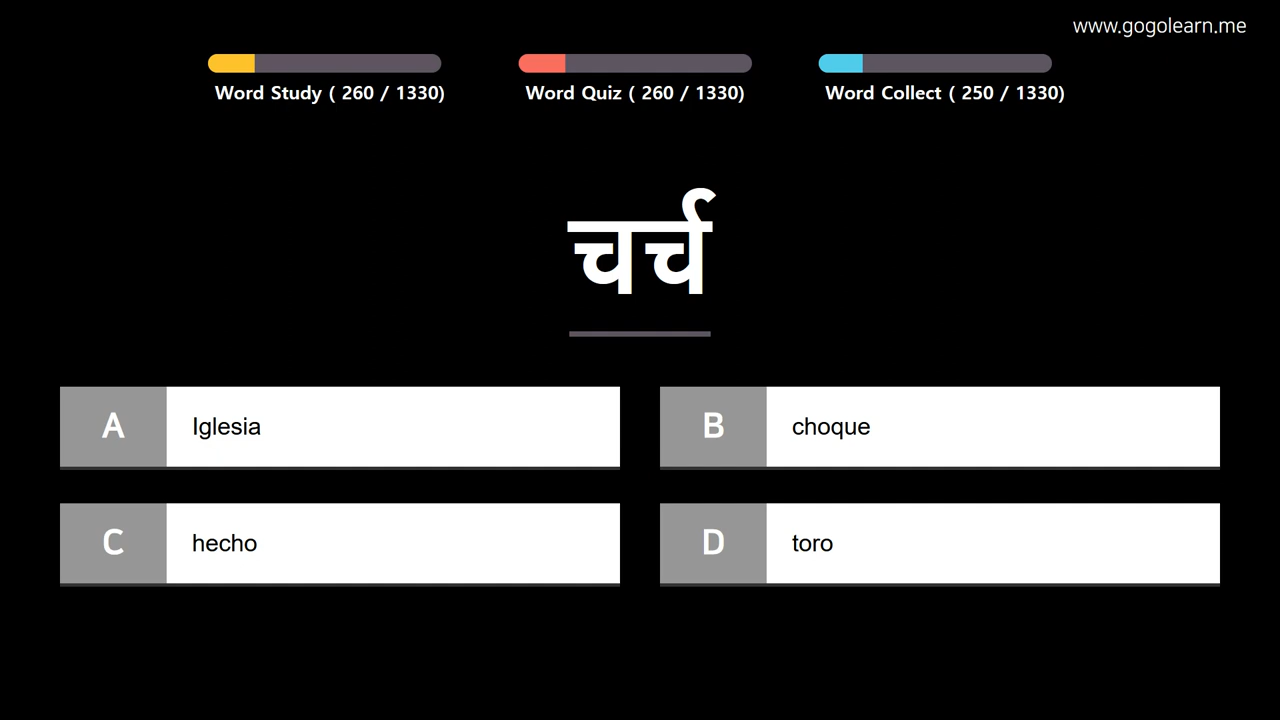 www.gogolearn.me
Word Study ( 260 / 1330)
Word Quiz ( 260 / 1330)
Word Collect ( 250 / 1330)
चर्च
A Iglesia
B choque
C hecho
D toro